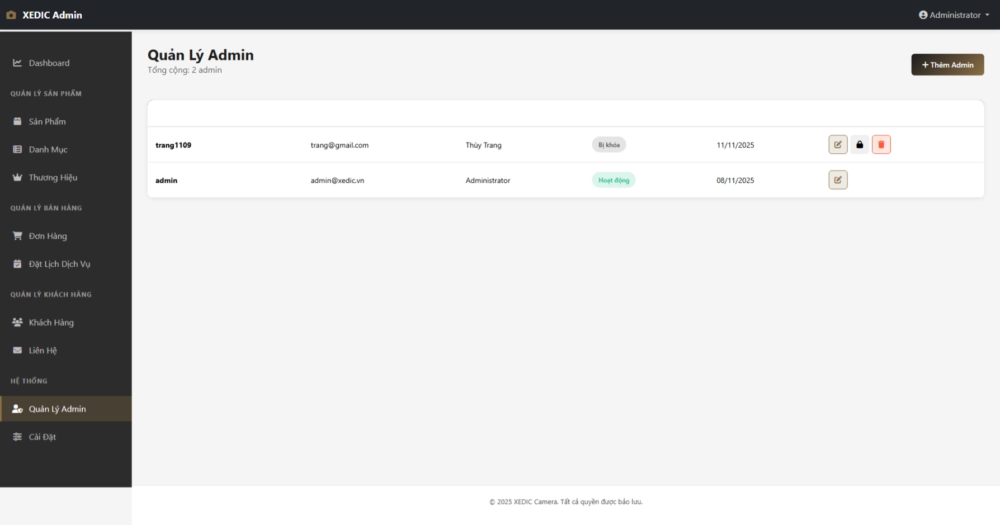 XEDIC Admin
Administrator
Dashboard
QUẢN LÝ SẢN PHẨM
Sản Phẩm
Danh Mục
Thương Hiệu
QUẢN LÝ BÁN HÀNG
Đơn Hàng
Đặt Lịch Dịch Vụ
QUẢN LÝ KHÁCH HÀNG
Khách Hàng
Liên Hệ
HỆ THỐNG
Quản Lý Admin
Cài Đặt
Quản Lý Admin
Tổng cộng: 2 admin
Thêm Admin
trang1109 trang@gmail.com Thùy Trang Bị khóa 11/11/2025
admin admin@xedic.vn Administrator Hoạt động 08/11/2025
© 2025 XEDIC Camera. Tất cả quyền được bảo lưu.